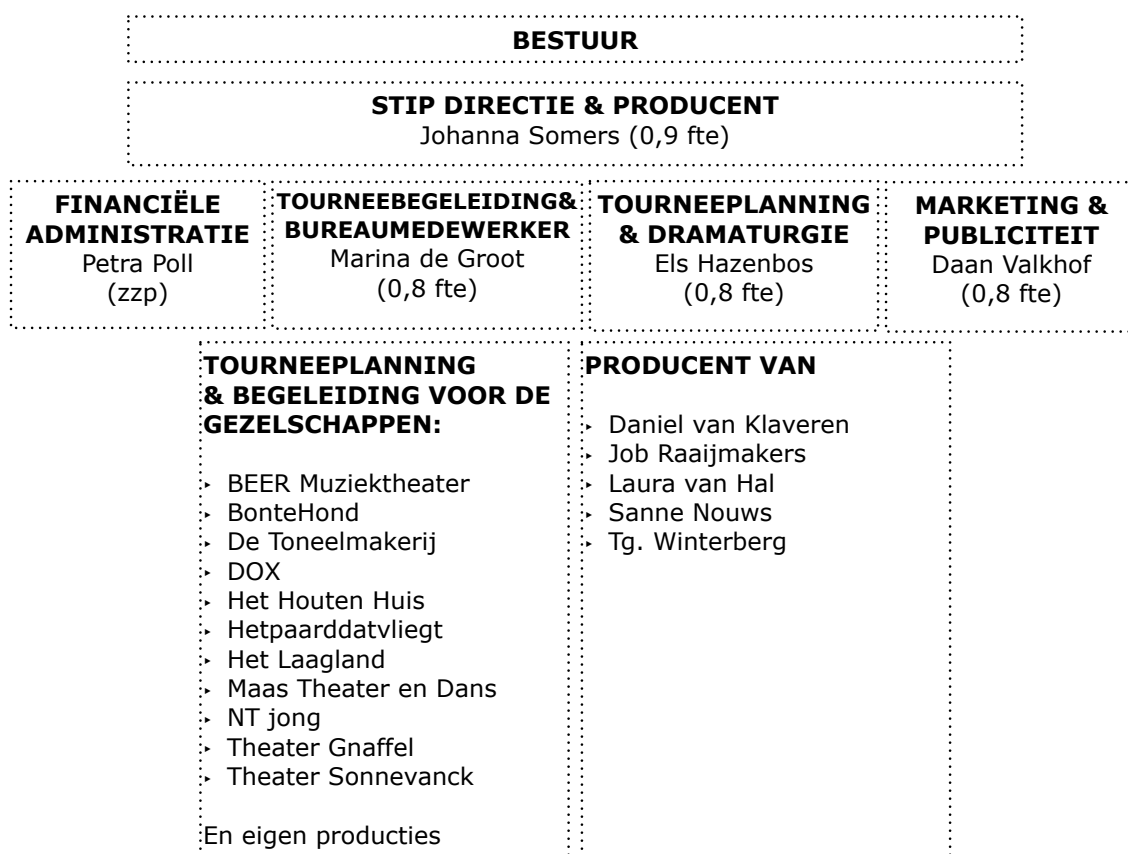 BESTUUR
STIP DIRECTIE & PRODUCENT
Johanna Somers (0,9 fte)
FINANCIËLE
ADMINISTRATIE
Petra Poll
(zzp)
TOURNEEBEGELEIDING&
BUREAUMEDEWERKER
Marina de Groot
(0,8 fte)
TOURNEEPLANNING
& DRAMATURGIE
Els Hazenbos
(0,8 fte)
MARKETING &
PUBLICITEIT
Daan Valkhof
(0,8 fte)
TOURNEEPLANNING
& BEGELEIDING VOOR DE
GEZELSCHAPPEN:
‣ BEER Muziektheater
‣ BonteHond
‣ De Toneelmakerij
‣ DOX
‣ Het Houten Huis
‣ Hetpaarddatvliegt
‣ Het Laagland
‣ Maas Theater en Dans
‣ NT jong
‣ Theater Gnaffel
‣ Theater Sonnevanck
En eigen producties
PRODUCENT VAN
‣ Daniel van Klaveren
‣ Job Raaijmakers
‣ Laura van Hal
‣ Sanne Nouws
‣ Tg. Winterberg